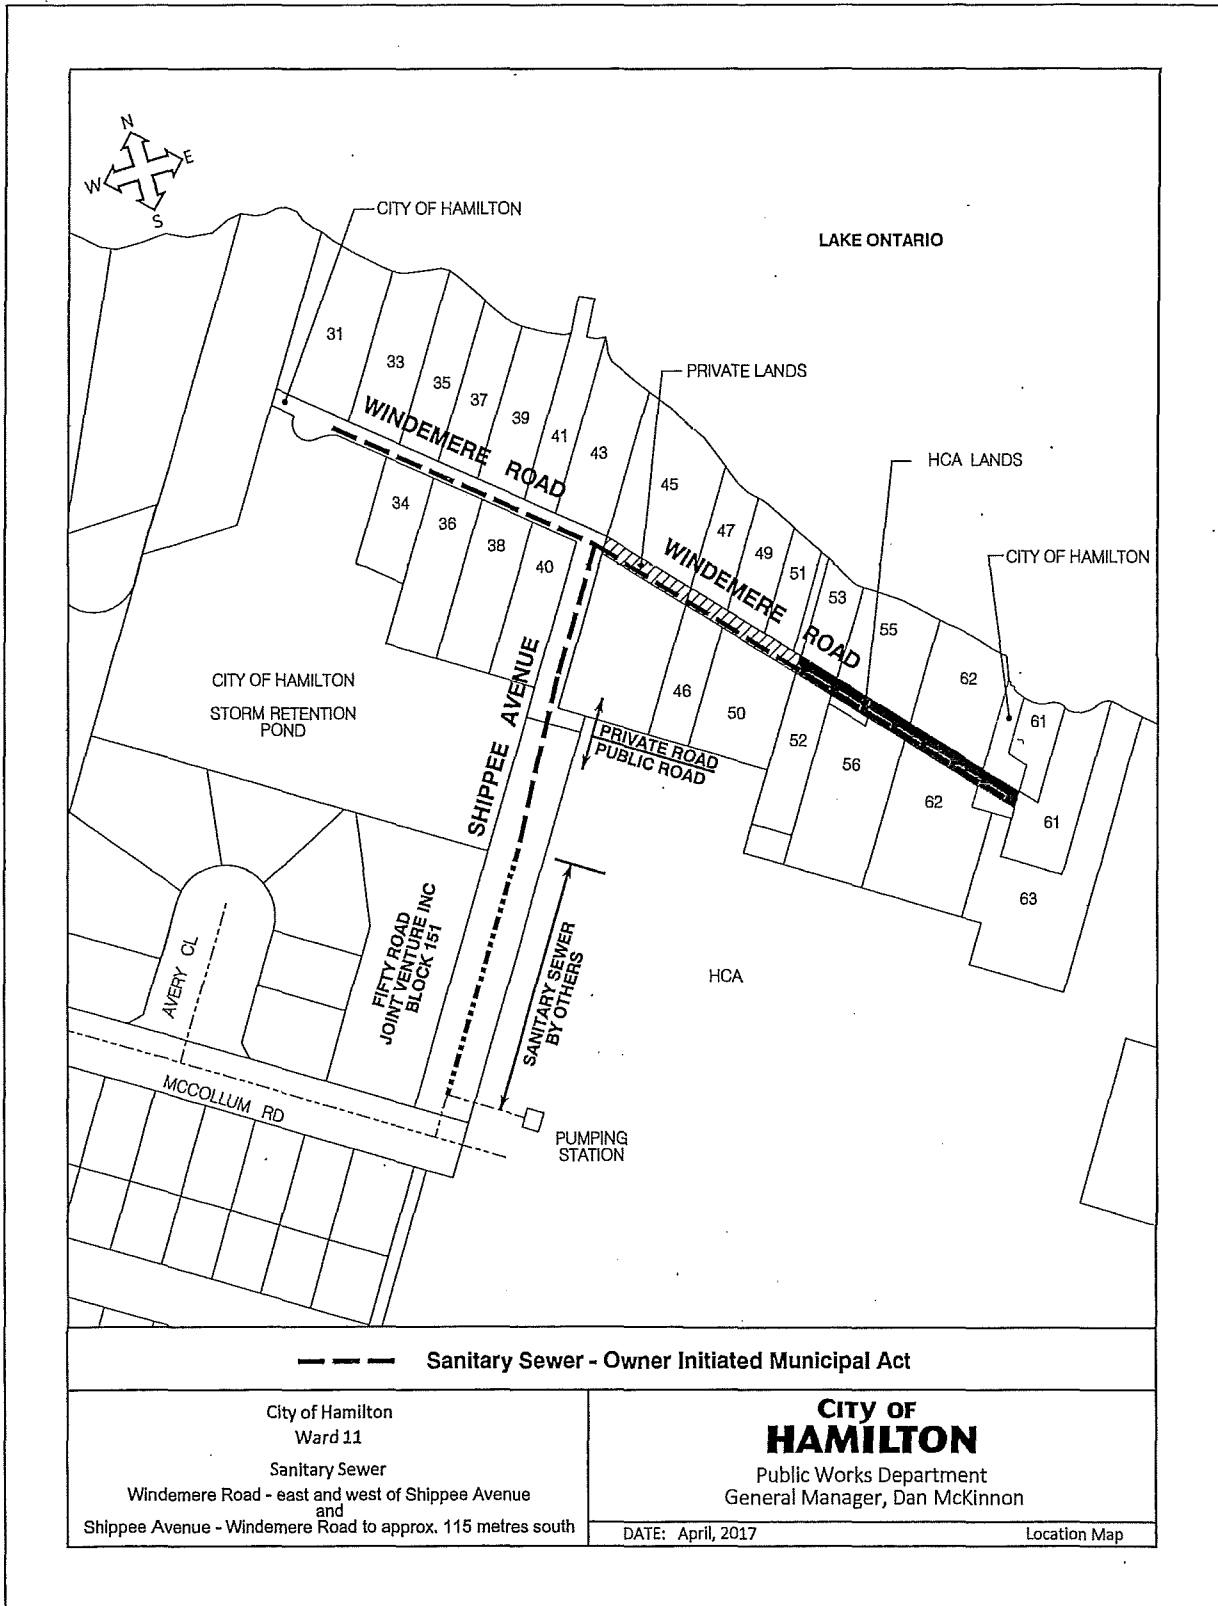 N
E
W
S
CITY OF HAMILTON
LAKE ONTARIO
31
33
35
37
39
41
43
PRIVATE LANDS
WINDEMERE ROAD
45
HCA LANDS
47
49
51
53
55
62
CITY OF HAMILTON
61
34
36
38
40
WINDEMERE ROAD
46
50
52
56
62
61
63
CITY OF HAMILTON
STORM RETENTION
POND
SHIPPEE AVENUE
PRIVATE ROAD
PUBLIC ROAD
FIFTY ROAD
JOINT VENTURE INC
BLOCK 151
SANITARY SEWER
BY OTHERS
HCA
AVERY CL
MCCOLLUM RD
PUMPING
STATION
Sanitary Sewer - Owner Initiated Municipal Act
City of Hamilton
Ward 11
Sanitary Sewer
Windemere Road - east and west of Shippee Avenue
and
Shippee Avenue - Windemere Road to approx. 115 metres south
CITY OF
HAMILTON
Public Works Department
General Manager, Dan McKinnon
DATE: April, 2017
Location Map